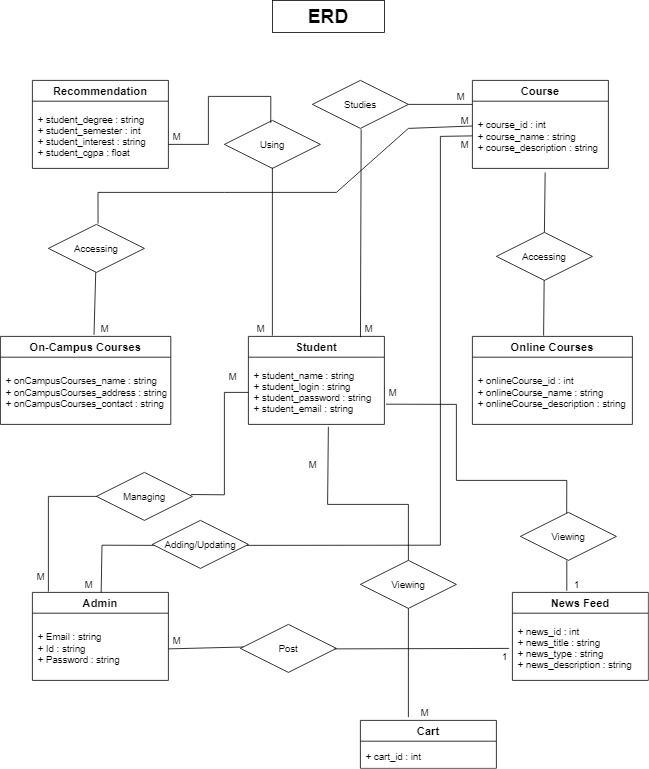 ERD
Recommendation
+ student_degree : string
+ student_semester : int
+ student_interest : string
+ student_cgpa : float
M
Using
Studies
M
Course
+ course_id : int
+ course_name : string
+ course_description : string
M
M
Accessing
Accessing
M
M
M
On-Campus Courses
+ onCampusCourses_name : string
+ onCampusCourses_address : string
+ onCampusCourses_contact : string
Student
+ student_name : string
+ student_login : string
+ student_password : string
+ student_email : string
Online Courses
+ onlineCourse_id : int
+ onlineCourse_name : string
+ onlineCourse_description : string
M
M
M
Managing
Adding/Updating
Viewing
Viewing
M
M
1
Admin
+ Email : string
+ Id : string
+ Password : string
M
Post
1
News Feed
+ news_id : int
+ news_title : string
+ news_type : string
+ news_description : string
M
Cart
+ cart_id : int